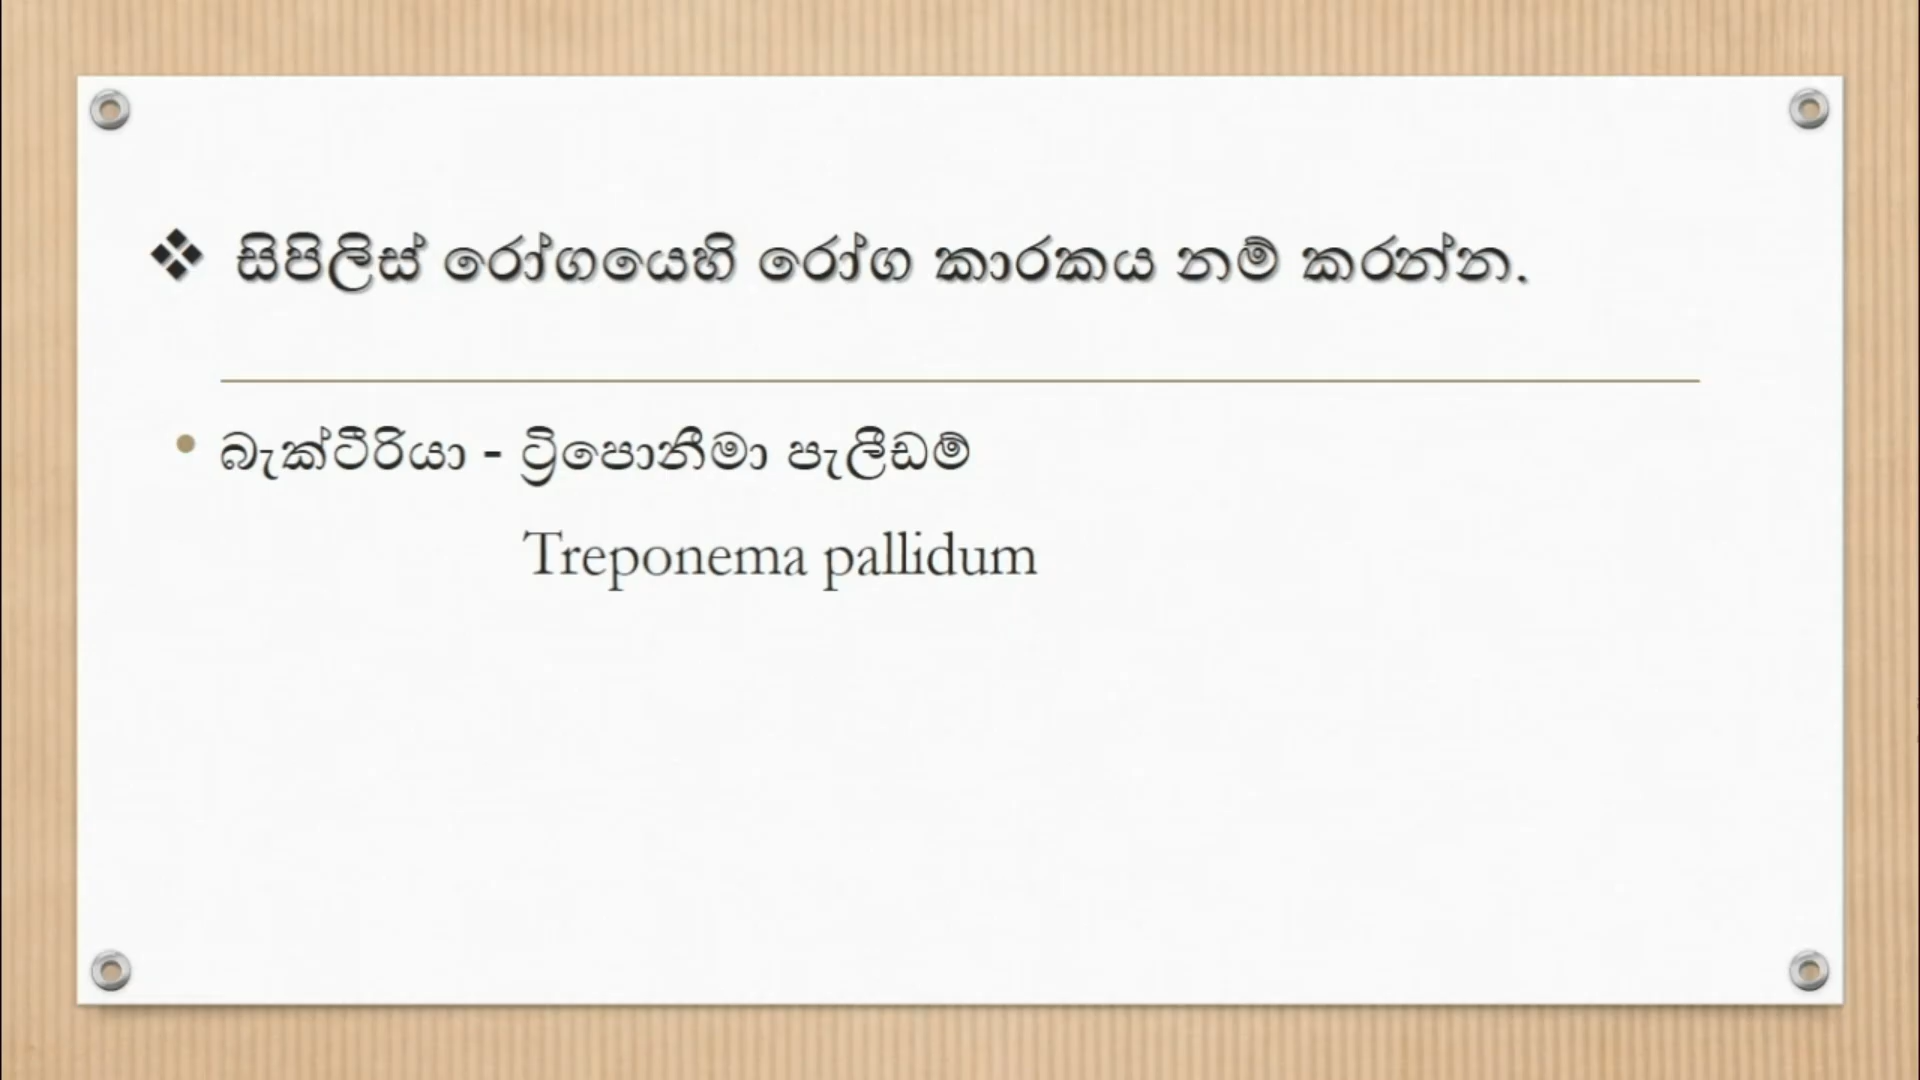 ❖ සිපිලිස් රෝගයෙහි රෝග කාරකය නම් කරන්න.
• බැක්ටීරියා - ට්‍රිපොනීමා පැලීඩම්
Treponema pallidum